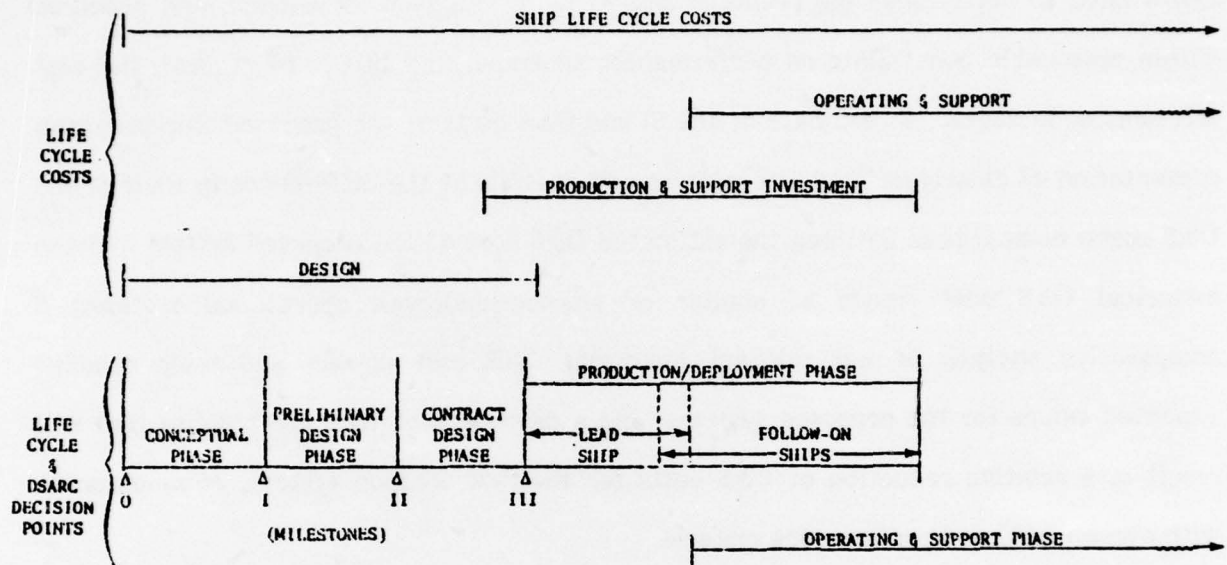 SHIP LIFE CYCLE COSTS
OPERATING & SUPPORT
LIFE
CYCLE
COSTS
PRODUCTION & SUPPORT INVESTMENT
DESIGN
PRODUCTION/DEPLOYMENT PHASE
LIFE
CYCLE
&
DSARC
DECISION
POINTS
CONCEPTUAL
PHASE
PRELIMINARY
DESIGN
PHASE
CONTRACT
DESIGN
PHASE
LEAD
SHIP
FOLLOW-ON
SHIPS
0 I II III
(MILESTONES)
OPERATING & SUPPORT PHASE